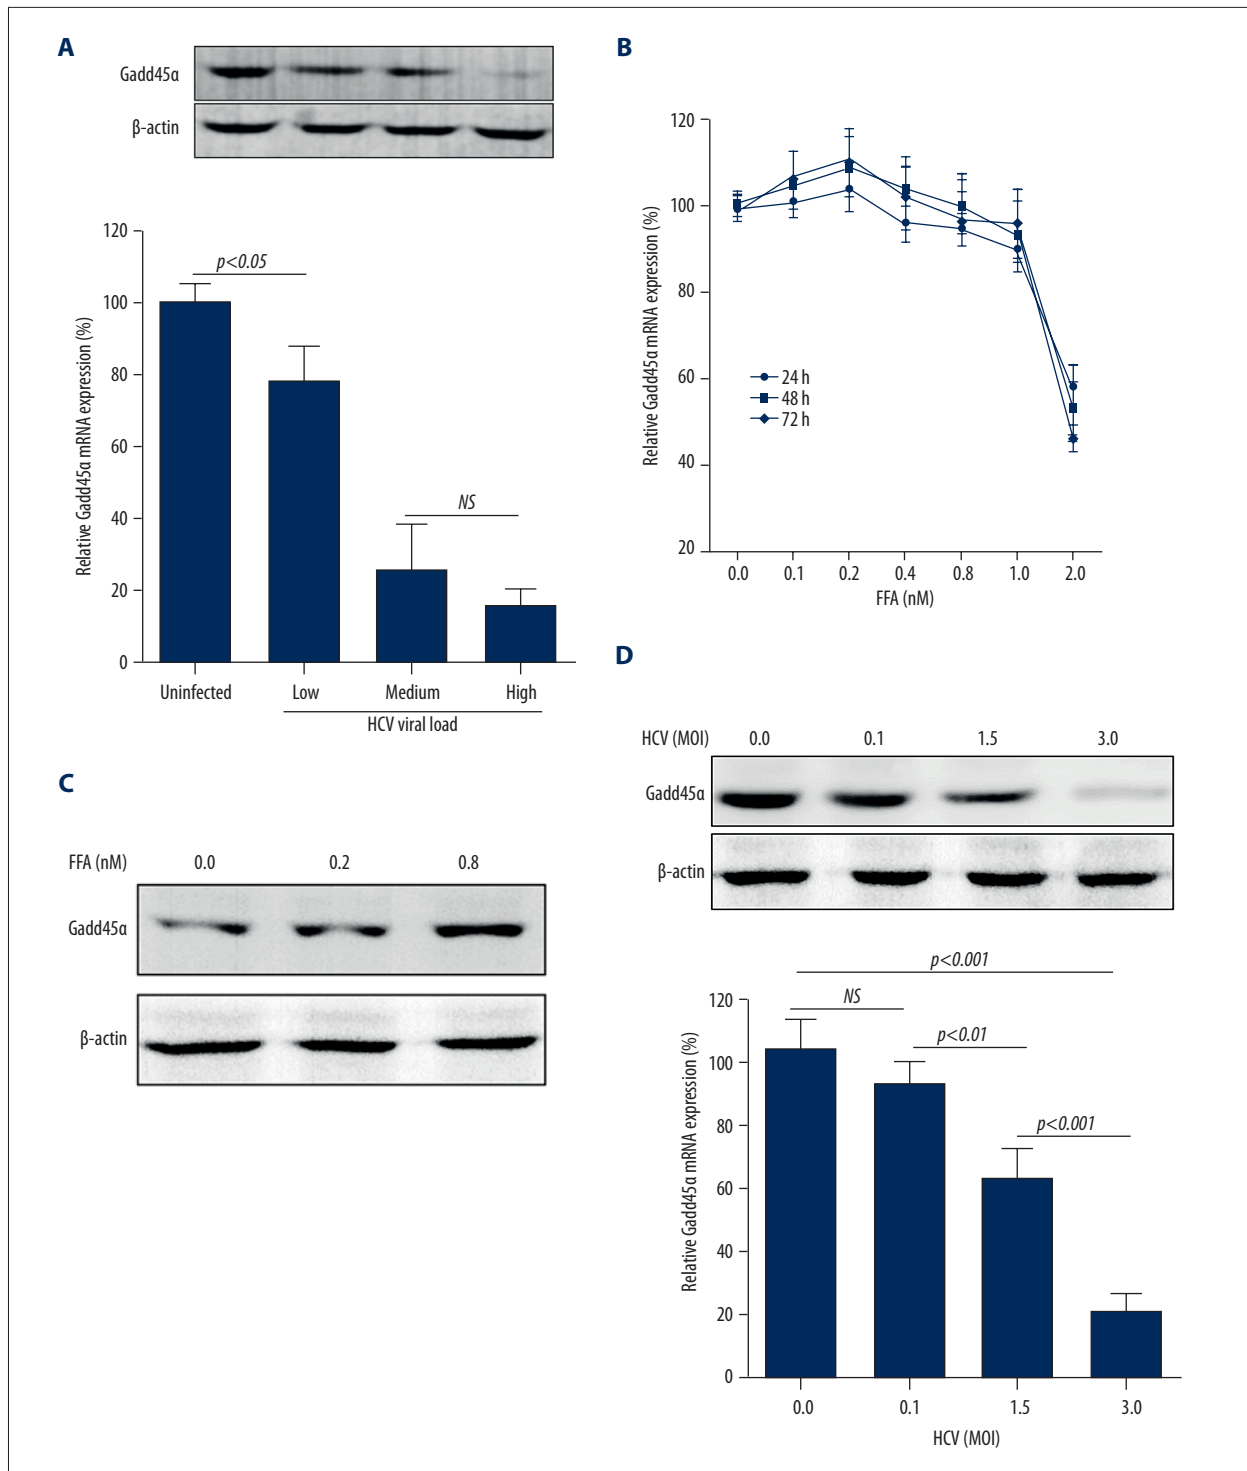 A
Gadd45α
β-actin
120
100
80
60
40
20
0
Relative Gadd45α mRNA expression (%)
p<0.05
NS
Uninfected Low Medium High
HCV viral load
B
120
100
80
60
40
20
Relative Gadd45α mRNA expression (%)
24 h
48 h
72 h
0.0 0.1 0.2 0.4 0.8 1.0 2.0
FFA (nM)
C
FFA (nM) 0.0 0.2 0.8
Gadd45α
β-actin
D
HCV (MOI) 0.0 0.1 1.5 3.0
Gadd45α
β-actin
p<0.001
NS
p<0.01
p<0.001
120
100
80
60
40
20
0
Relative Gadd45α mRNA expression (%)
0.0 0.1 1.5 3.0
HCV (MOI)